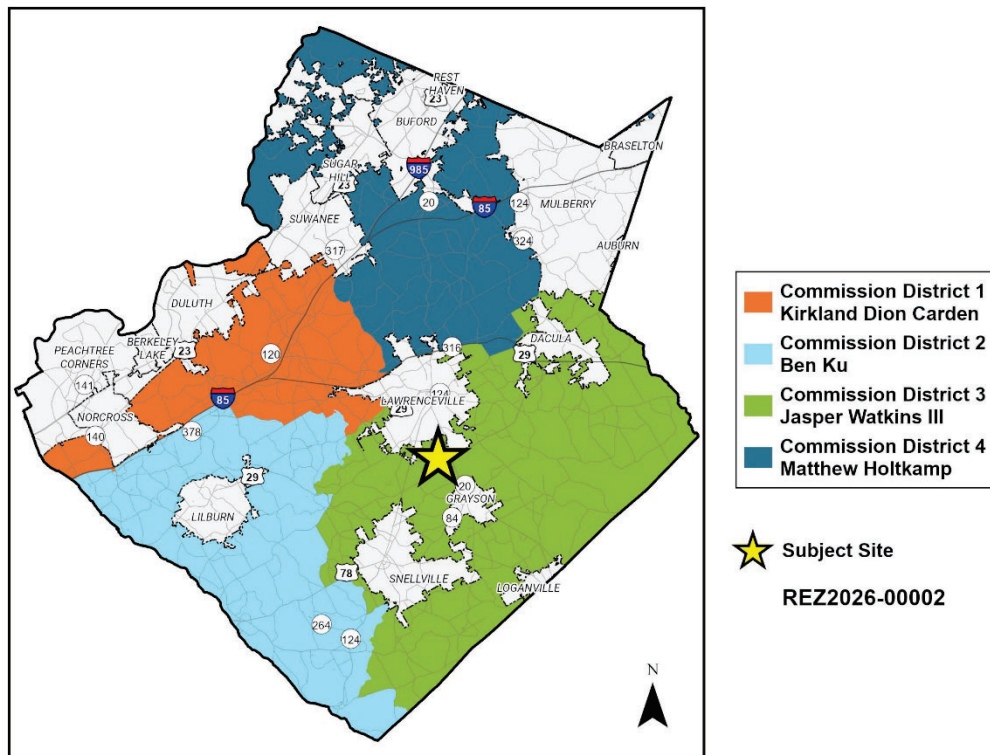 REST
HAVEN
23
BUFORD
BRASELTON
985
SUGAR
HILL
23
20
85
124
MULBERRY
SUWANEE
317
324
AUBURN
DULUTH
BERKELEY
LAKE
23
PEACHTREE
CORNERS
141
120
316
29
DACULA
124
LAWRENCEVILLE
29
85
NORCROSS
140
378
29
LILBURN
20
GRAYSON
84
78
SNELLVILLE
LOGANVILLE
264
124
N
Commission District 1
Kirkland Dion Carden
Commission District 2
Ben Ku
Commission District 3
Jasper Watkins III
Commission District 4
Matthew Holtkamp
Subject Site
REZ2026-00002